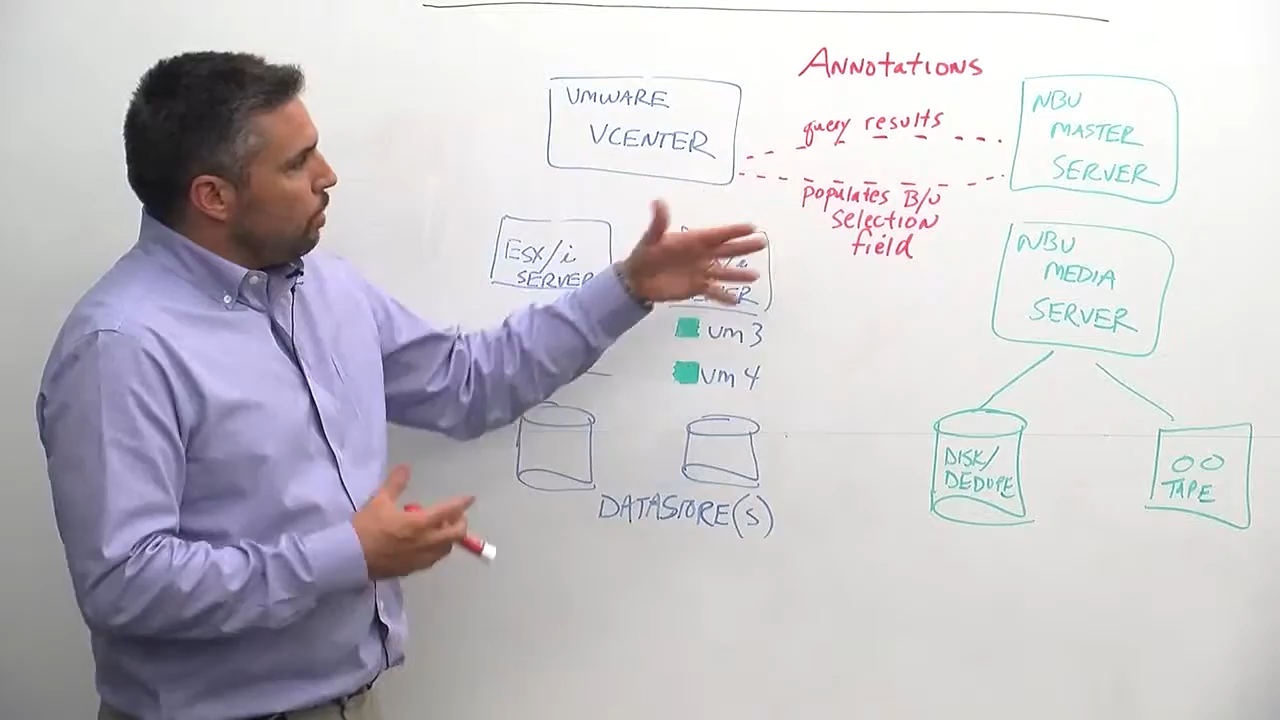 ANNOTATIONS
VMWARE
VCENTER
query results
populates B/U
selection
field
NBU
MASTER
SERVER
ESX/i
SERVER
vm 3
vm 4
DATASTORE(S)
NBU
MEDIA
SERVER
DISK/
DEDUPE
TAPE